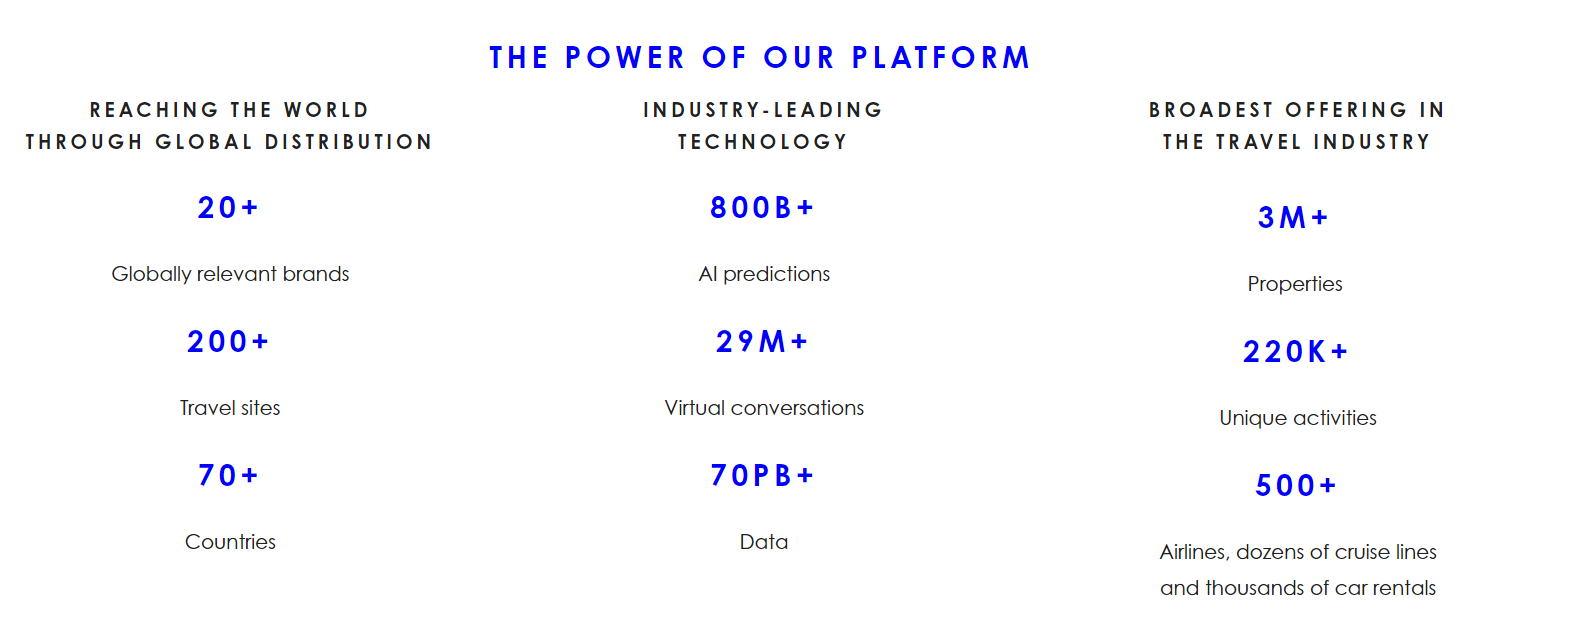 THE POWER OF OUR PLATFORM
REACHING THE WORLD
THROUGH GLOBAL DISTRIBUTION
20+
Globally relevant brands
200+
Travel sites
70+
Countries
INDUSTRY-LEADING
TECHNOLOGY
800B+
AI predictions
29M+
Virtual conversations
70PB+
Data
BROADEST OFFERING IN
THE TRAVEL INDUSTRY
3M+
Properties
220K+
Unique activities
500+
Airlines, dozens of cruise lines
and thousands of car rentals